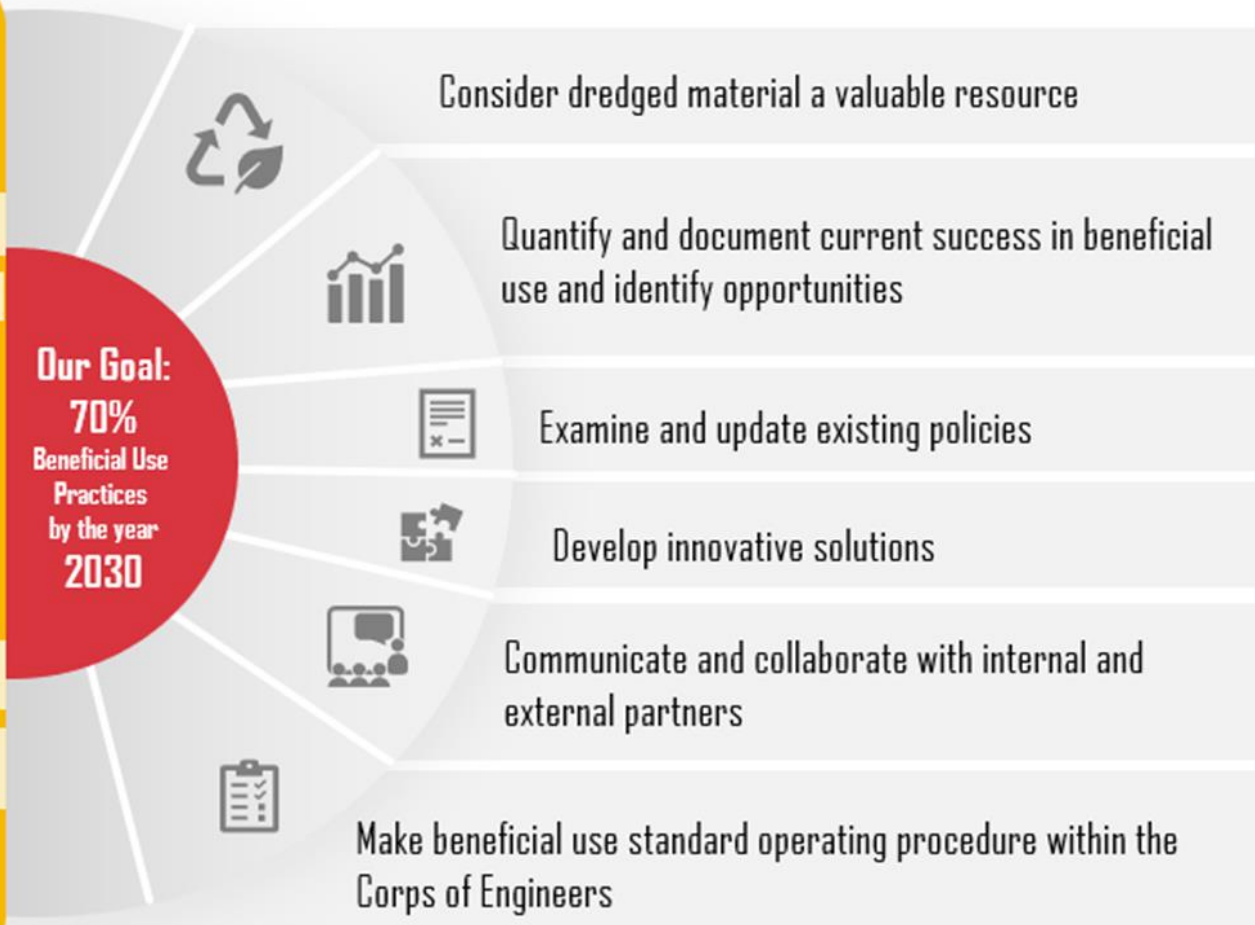 Our Goal:
70%
Beneficial Use
Practices
by the year
2030
Consider dredged material a valuable resource
Quantify and document current success in beneficial
use and identify opportunities
Examine and update existing policies
Develop innovative solutions
Communicate and collaborate with internal and
external partners
Make beneficial use standard operating procedure within the
Corps of Engineers